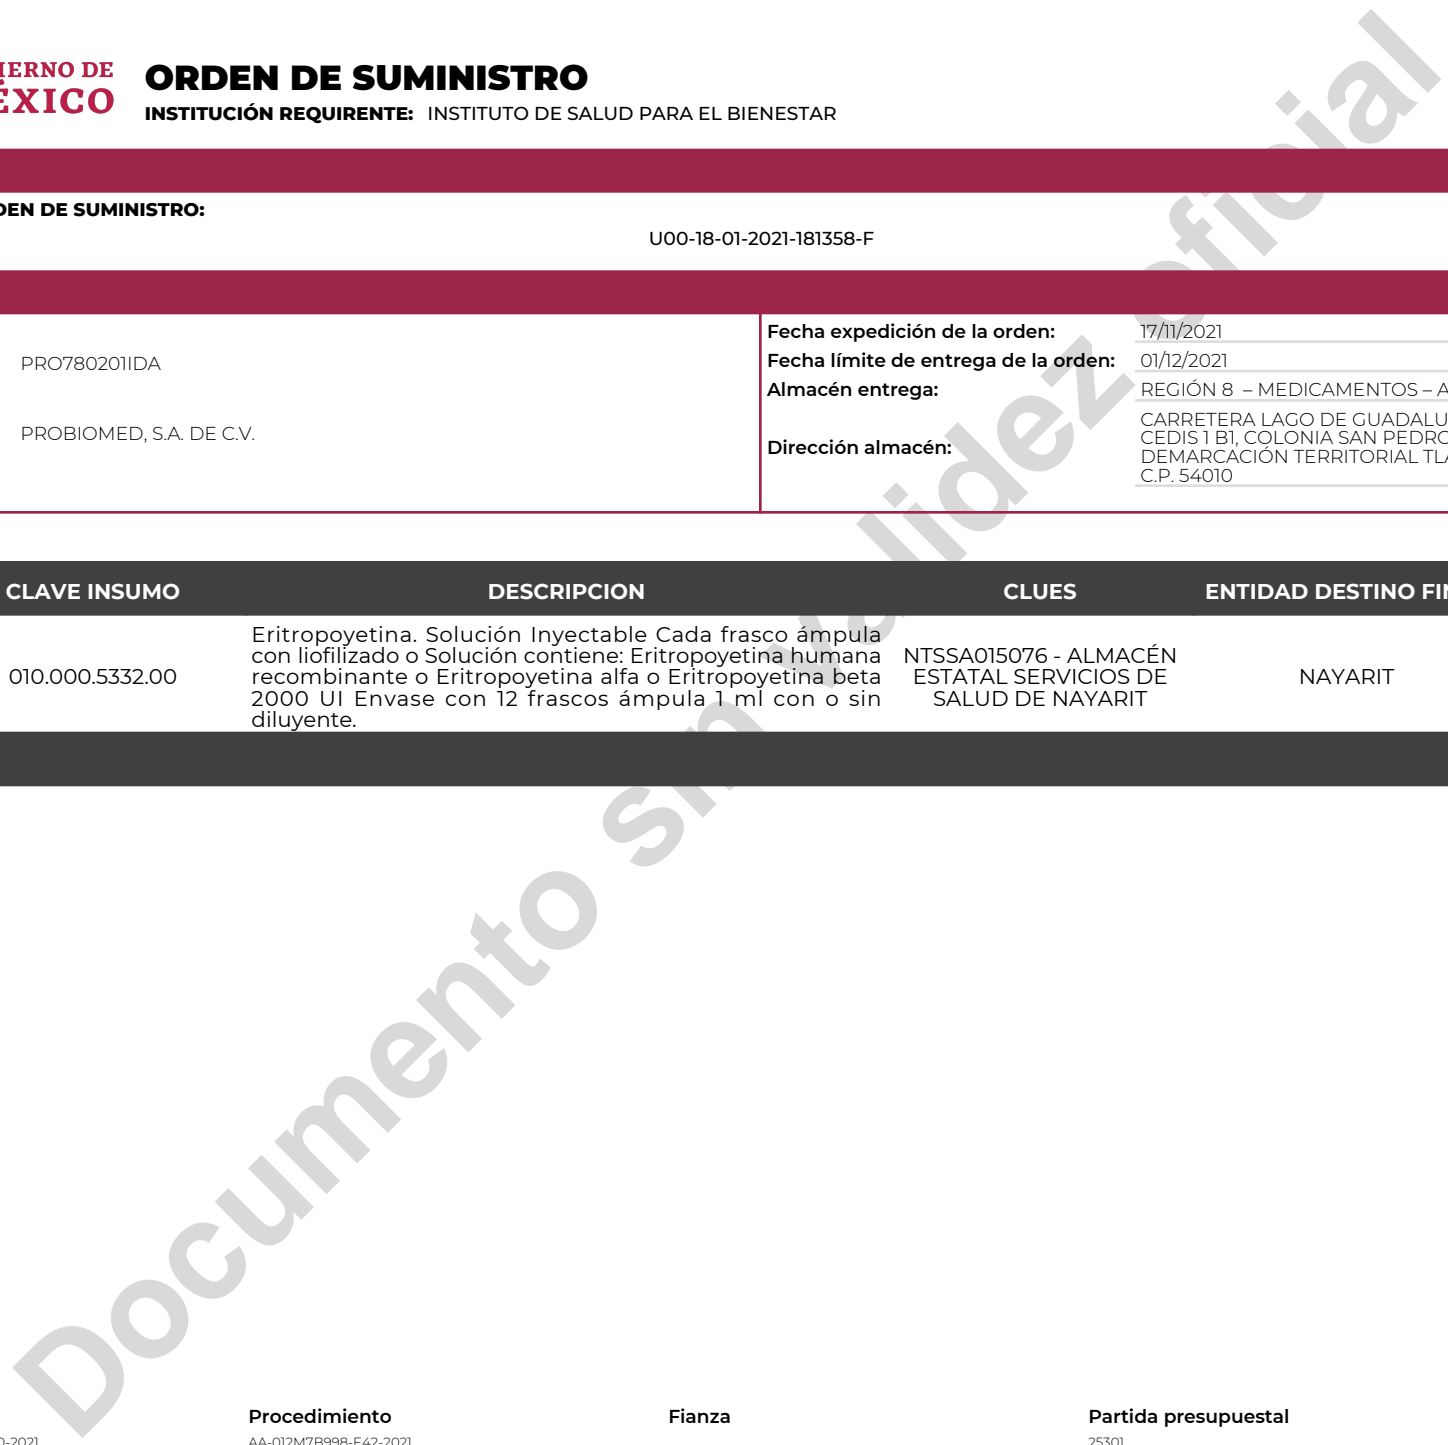 IERNO DE
ÉXICO
ORDEN DE SUMINISTRO
INSTITUCIÓN REQUIRENTE: INSTITUTO DE SALUD PARA EL BIENESTAR
DEN DE SUMINISTRO:
U00-18-01-2021-181358-F
PRO780201IDA
PROBIOMED, S.A. DE C.V.
Fecha expedición de la orden: 17/11/2021
Fecha límite de entrega de la orden: 01/12/2021
Almacén entrega: REGIÓN 8 – MEDICAMENTOS – A
Dirección almacén:
CARRETERA LAGO DE GUADALU
CEDIS 1 B1, COLONIA SAN PEDRO
DEMARCACIÓN TERRITORIAL TLA
C.P. 54010
CLAVE INSUMO DESCRIPCION CLUES ENTIDAD DESTINO FIN
010.000.5332.00
Eritropoyetina. Solución Inyectable Cada frasco ámpula
con liofilizado o Solución contiene: Eritropoyetina Humana
recombinante o Eritropoyetina alfa o Eritropoyetina beta
2000 UI Envase con 12 frascos ámpula 1 ml con o sin
diluyente.
NTSSA015076 - ALMACÉN
ESTATAL SERVICIOS DE
SALUD DE NAYARIT
NAYARIT
Documento sin validez oficial
Procedimiento Fianza Partida presupuestal
0-2021 AA-012M7B998-E42-2021 25301